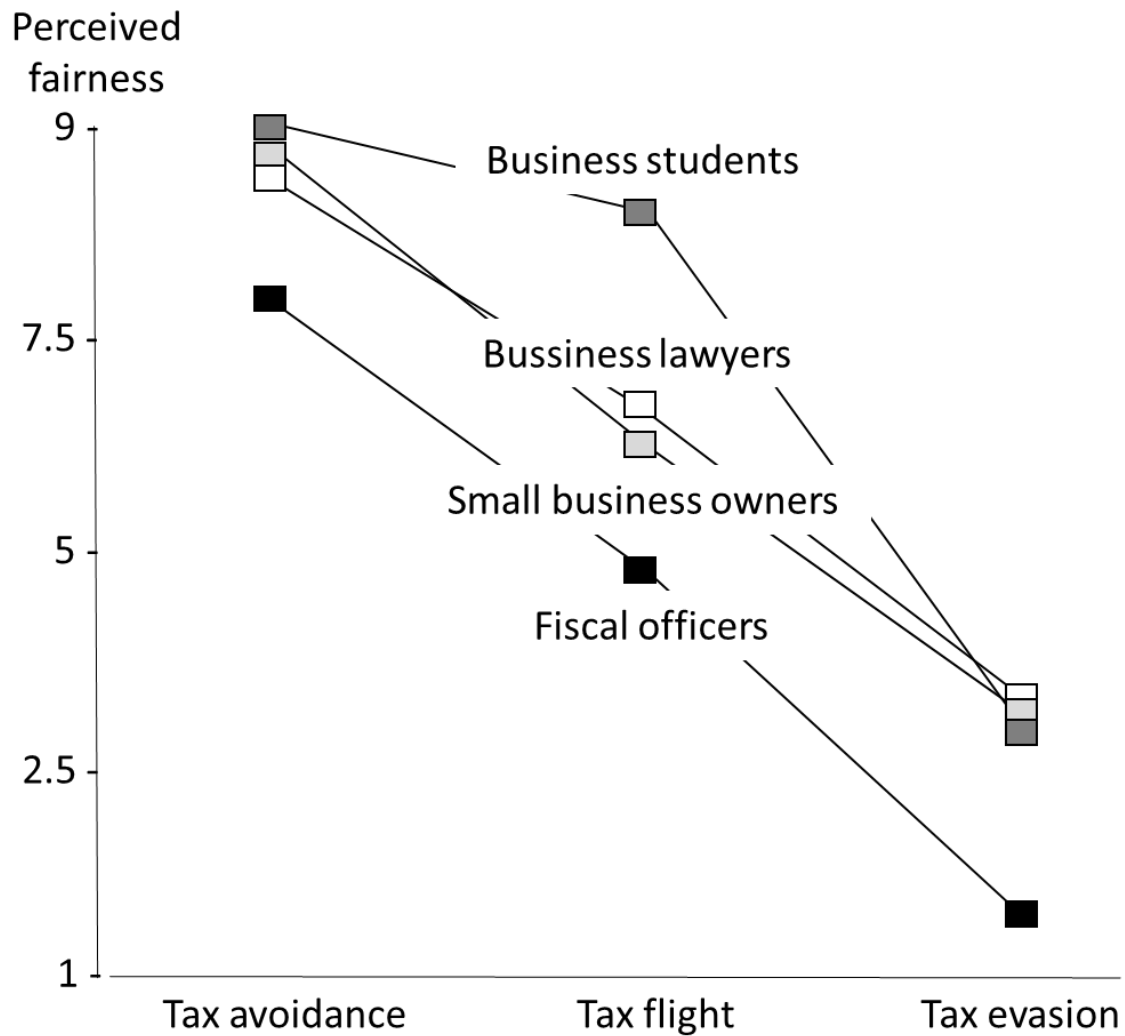 Perceived
fairness
9
Business students
7.5
Bussiness lawyers
Small business owners
5
Fiscal officers
2.5
1
Tax avoidance
Tax flight
Tax evasion